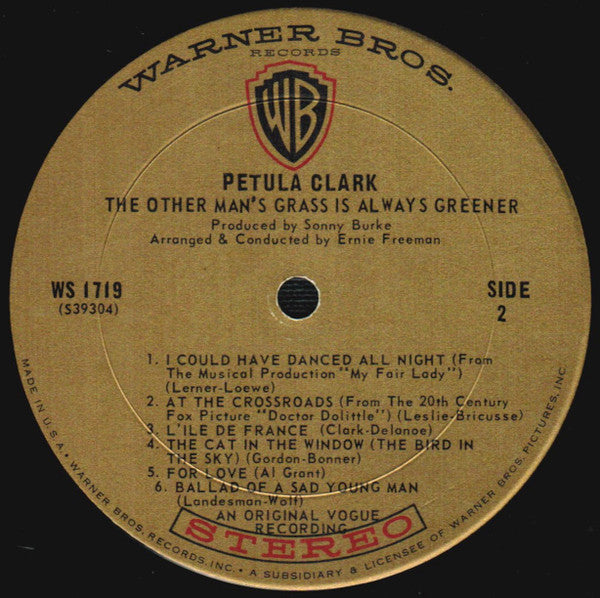 WARNER BROS.
RECORDS
WB
PETULA CLARK
THE OTHER MAN'S GRASS IS ALWAYS GREENER
Produced by Sonny Burke
Arranged & Conducted by Ernie Freeman
WS 1719
(S39304)
SIDE
2
1. I COULD HAVE DANCED ALL NIGHT (From
The Musical Production "My Fair Lady")
(Lerner-Loewe)
2. AT THE CROSSROADS (From The 20th Century
Fox Picture "Doctor Dolittle") (Leslie-Bricusse)
3. L'ILE DE FRANCE (Clark-Delanoe)
4. THE CAT IN THE WINDOW (THE BIRD IN
THE SKY) (Gordon-Bonner)
5. FOR LOVE (Al Grant)
6. BALLAD OF A SAD YOUNG MAN
(Landesman-Wolf)
AN ORIGINAL VOGUE
RECORDING
STEREO
MADE IN U.S.A. • WARNER BROS. RECORDS, INC. • A SUBSIDIARY & LICENSEE OF WARNER BROS. PICTURES, INC.